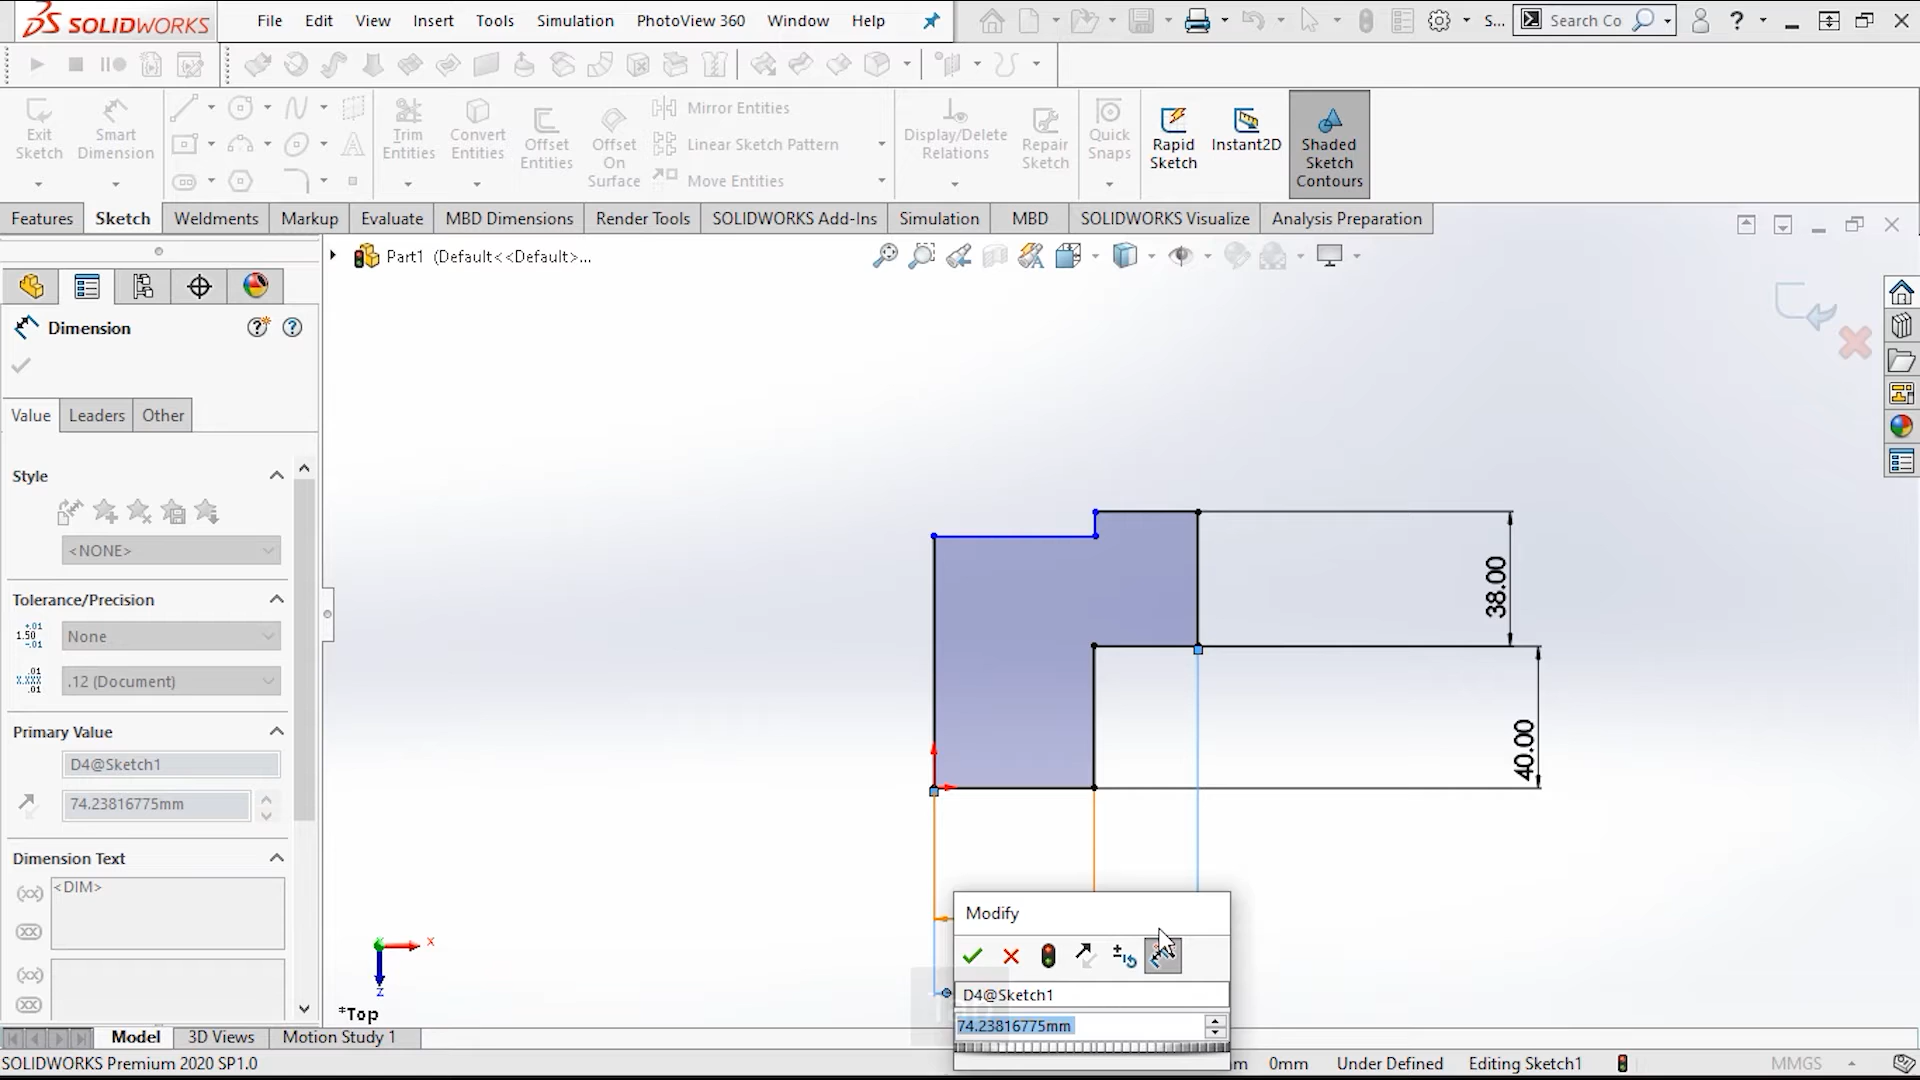 SOLIDWORKS File Edit View Insert Tools Simulation PhotoView 360 Window Help S... Search Co ?
Exit Sketch
Smart Dimension
Trim Entities
Convert Entities
Offset Entities
Offset On Surface
Mirror Entities
Linear Sketch Pattern
Move Entities
Display/Delete Relations
Repair Sketch
Quick Snaps
Rapid Sketch
Instant2D
Shaded Sketch Contours
Features Sketch Weldments Markup Evaluate MBD Dimensions Render Tools SOLIDWORKS Add-Ins Simulation MBD SOLIDWORKS Visualize Analysis Preparation
Part1 (Default<<Default>...
Dimension
Value Leaders Other
Style
<NONE>
Tolerance/Precision
None
.12 (Document)
Primary Value
D4@Sketch1
74.23816775mm
Dimension Text
<DIM>
38.00
40.00
Modify
D4@Sketch1
74.23816775mm
x
z
*Top
Model 3D Views Motion Study 1
SOLIDWORKS Premium 2020 SP1.0 0mm Under Defined Editing Sketch1 MMGS